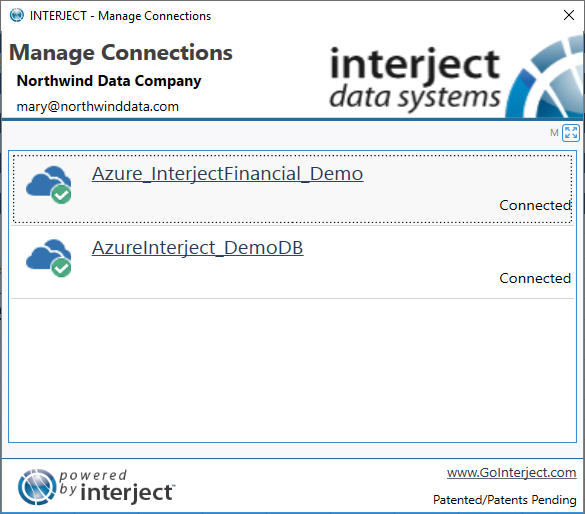 INTERJECT - Manage Connections
Manage Connections
Northwind Data Company
mary@northwinddata.com
interject
data systems
M
Azure_InterjectFinancial_Demo
Connected
AzureInterject_DemoDB
Connected
powered
by interject™
www.GoInterject.com
Patented/Patents Pending